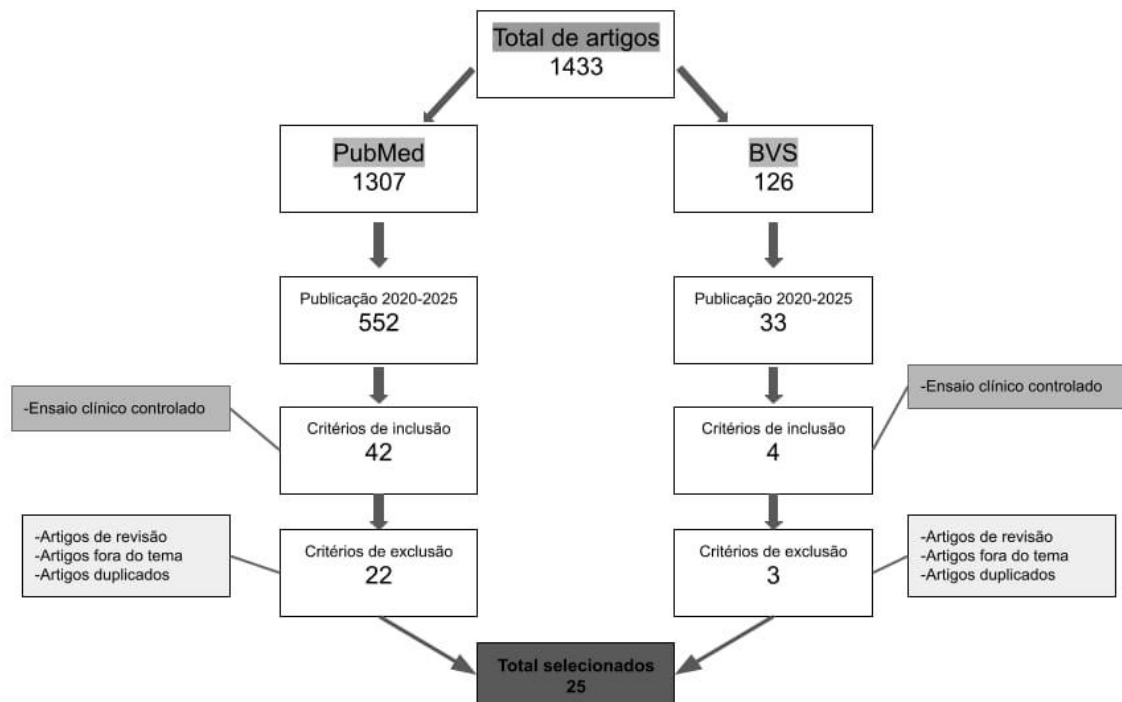 Total de artigos
1433
PubMed
1307
BVS
126
Publicação 2020-2025
552
Publicação 2020-2025
33
-Ensaio clínico controlado
Critérios de inclusão
42
Critérios de inclusão
4
-Ensaio clínico controlado
-Artigos de revisão
-Artigos fora do tema
-Artigos duplicados
Critérios de exclusão
22
Critérios de exclusão
3
-Artigos de revisão
-Artigos fora do tema
-Artigos duplicados
Total selecionados
25